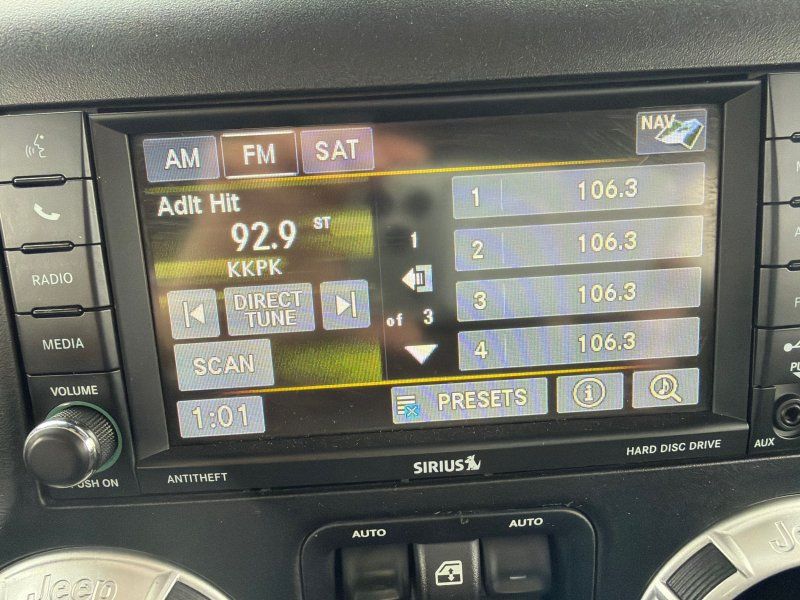 AM FM SAT NAV
Adlt Hit
92.9 ST
KKPK
DIRECT
TUNE
SCAN
1:01
1
of 3
1 106.3
2 106.3
3 106.3
4 106.3
PRESETS
RADIO
MEDIA
VOLUME
PUSH ON
ANTITHEFT
SIRIUS
HARD DISC DRIVE
AUX
AUTO
AUTO
Jeep